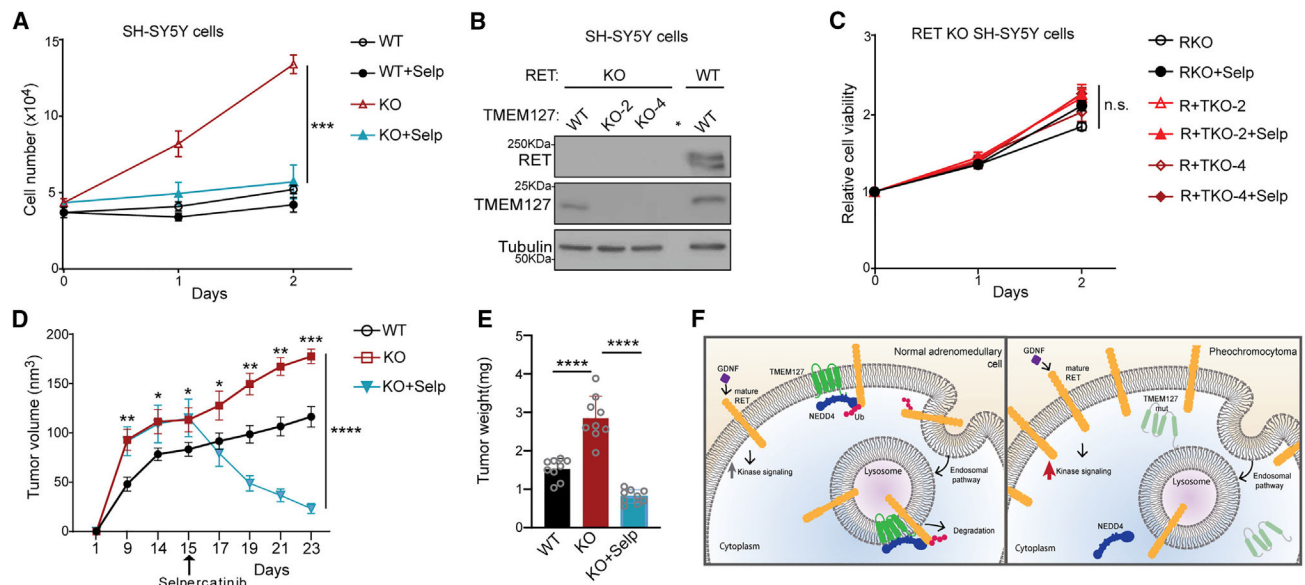 A
SH-SY5Y cells
Cell number (x10⁴)
15
10
5
0
0 1 2
Days
***
WT
WT+Selp
KO
KO+Selp
B
SH-SY5Y cells
RET: KO WT
TMEM127: WT KO-2 KO-4 * WT
250KDa
RET
25KDa
TMEM127
Tubulin
50KDa
C
RET KO SH-SY5Y cells
Relative cell viability
3
2
1
0
0 1 2
Days
n.s.
RKO
RKO+Selp
R+TKO-2
R+TKO-2+Selp
R+TKO-4
R+TKO-4+Selp
D
Tumor volume (nm³)
200
150
100
50
0
** * * * ** ** ***
****
1 9 14 15 17 19 21 23
Selpercatinib
Days
WT
KO
KO+Selp
E
Tumor weight(mg)
5
4
3
2
1
0
**** ****
WT KO KO+Selp
F
Normal adrenomedullary
cell
GDNF
mature
RET
TMEM127
NEDD4
Ub
Kinase signaling
Lysosome
Endosomal
pathway
Degradation
Cytoplasm
Pheochromocytoma
GDNF
mature
RET
TMEM127
mut
Kinase signaling
Lysosome
Endosomal
pathway
NEDD4
Cytoplasm